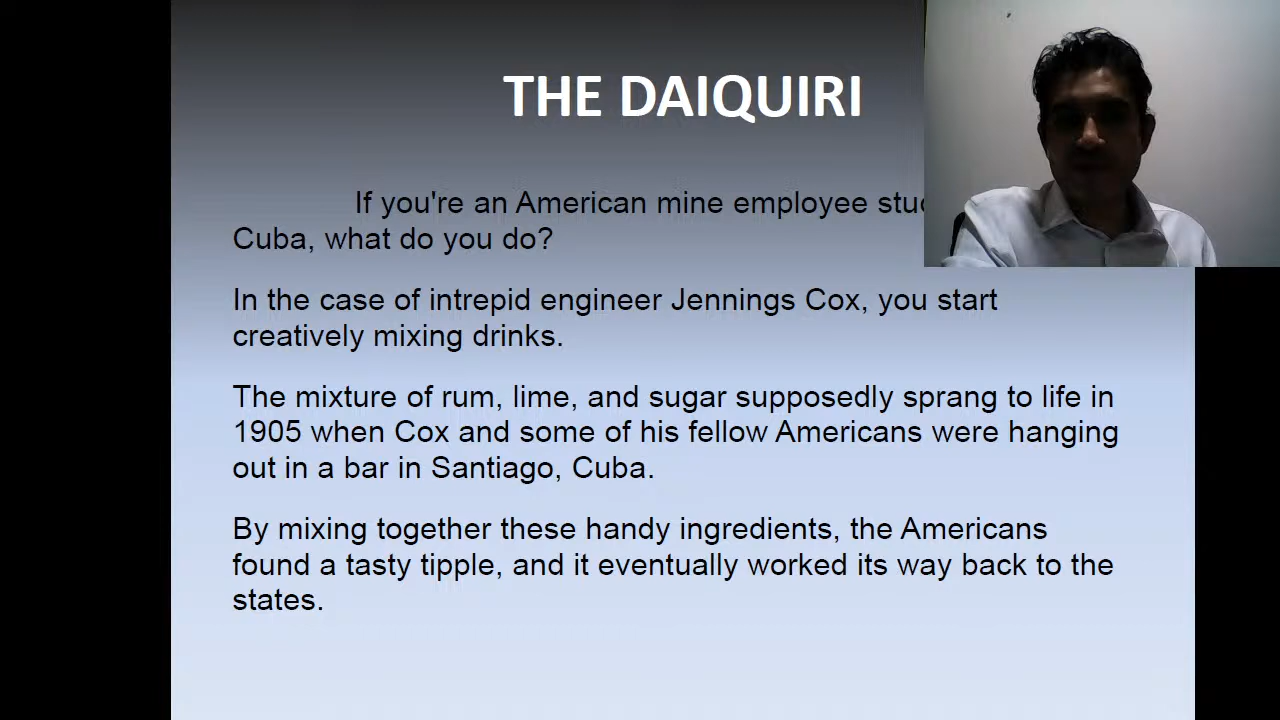 THE DAIQUIRI
If you're an American mine employee
Cuba, what do you do?
In the case of intrepid engineer Jennings Cox, you start
creatively mixing drinks.
The mixture of rum, lime, and sugar supposedly sprang to life in
1905 when Cox and some of his fellow Americans were hanging
out in a bar in Santiago, Cuba.
By mixing together these handy ingredients, the Americans
found a tasty tipple, and it eventually worked its way back to the
states.